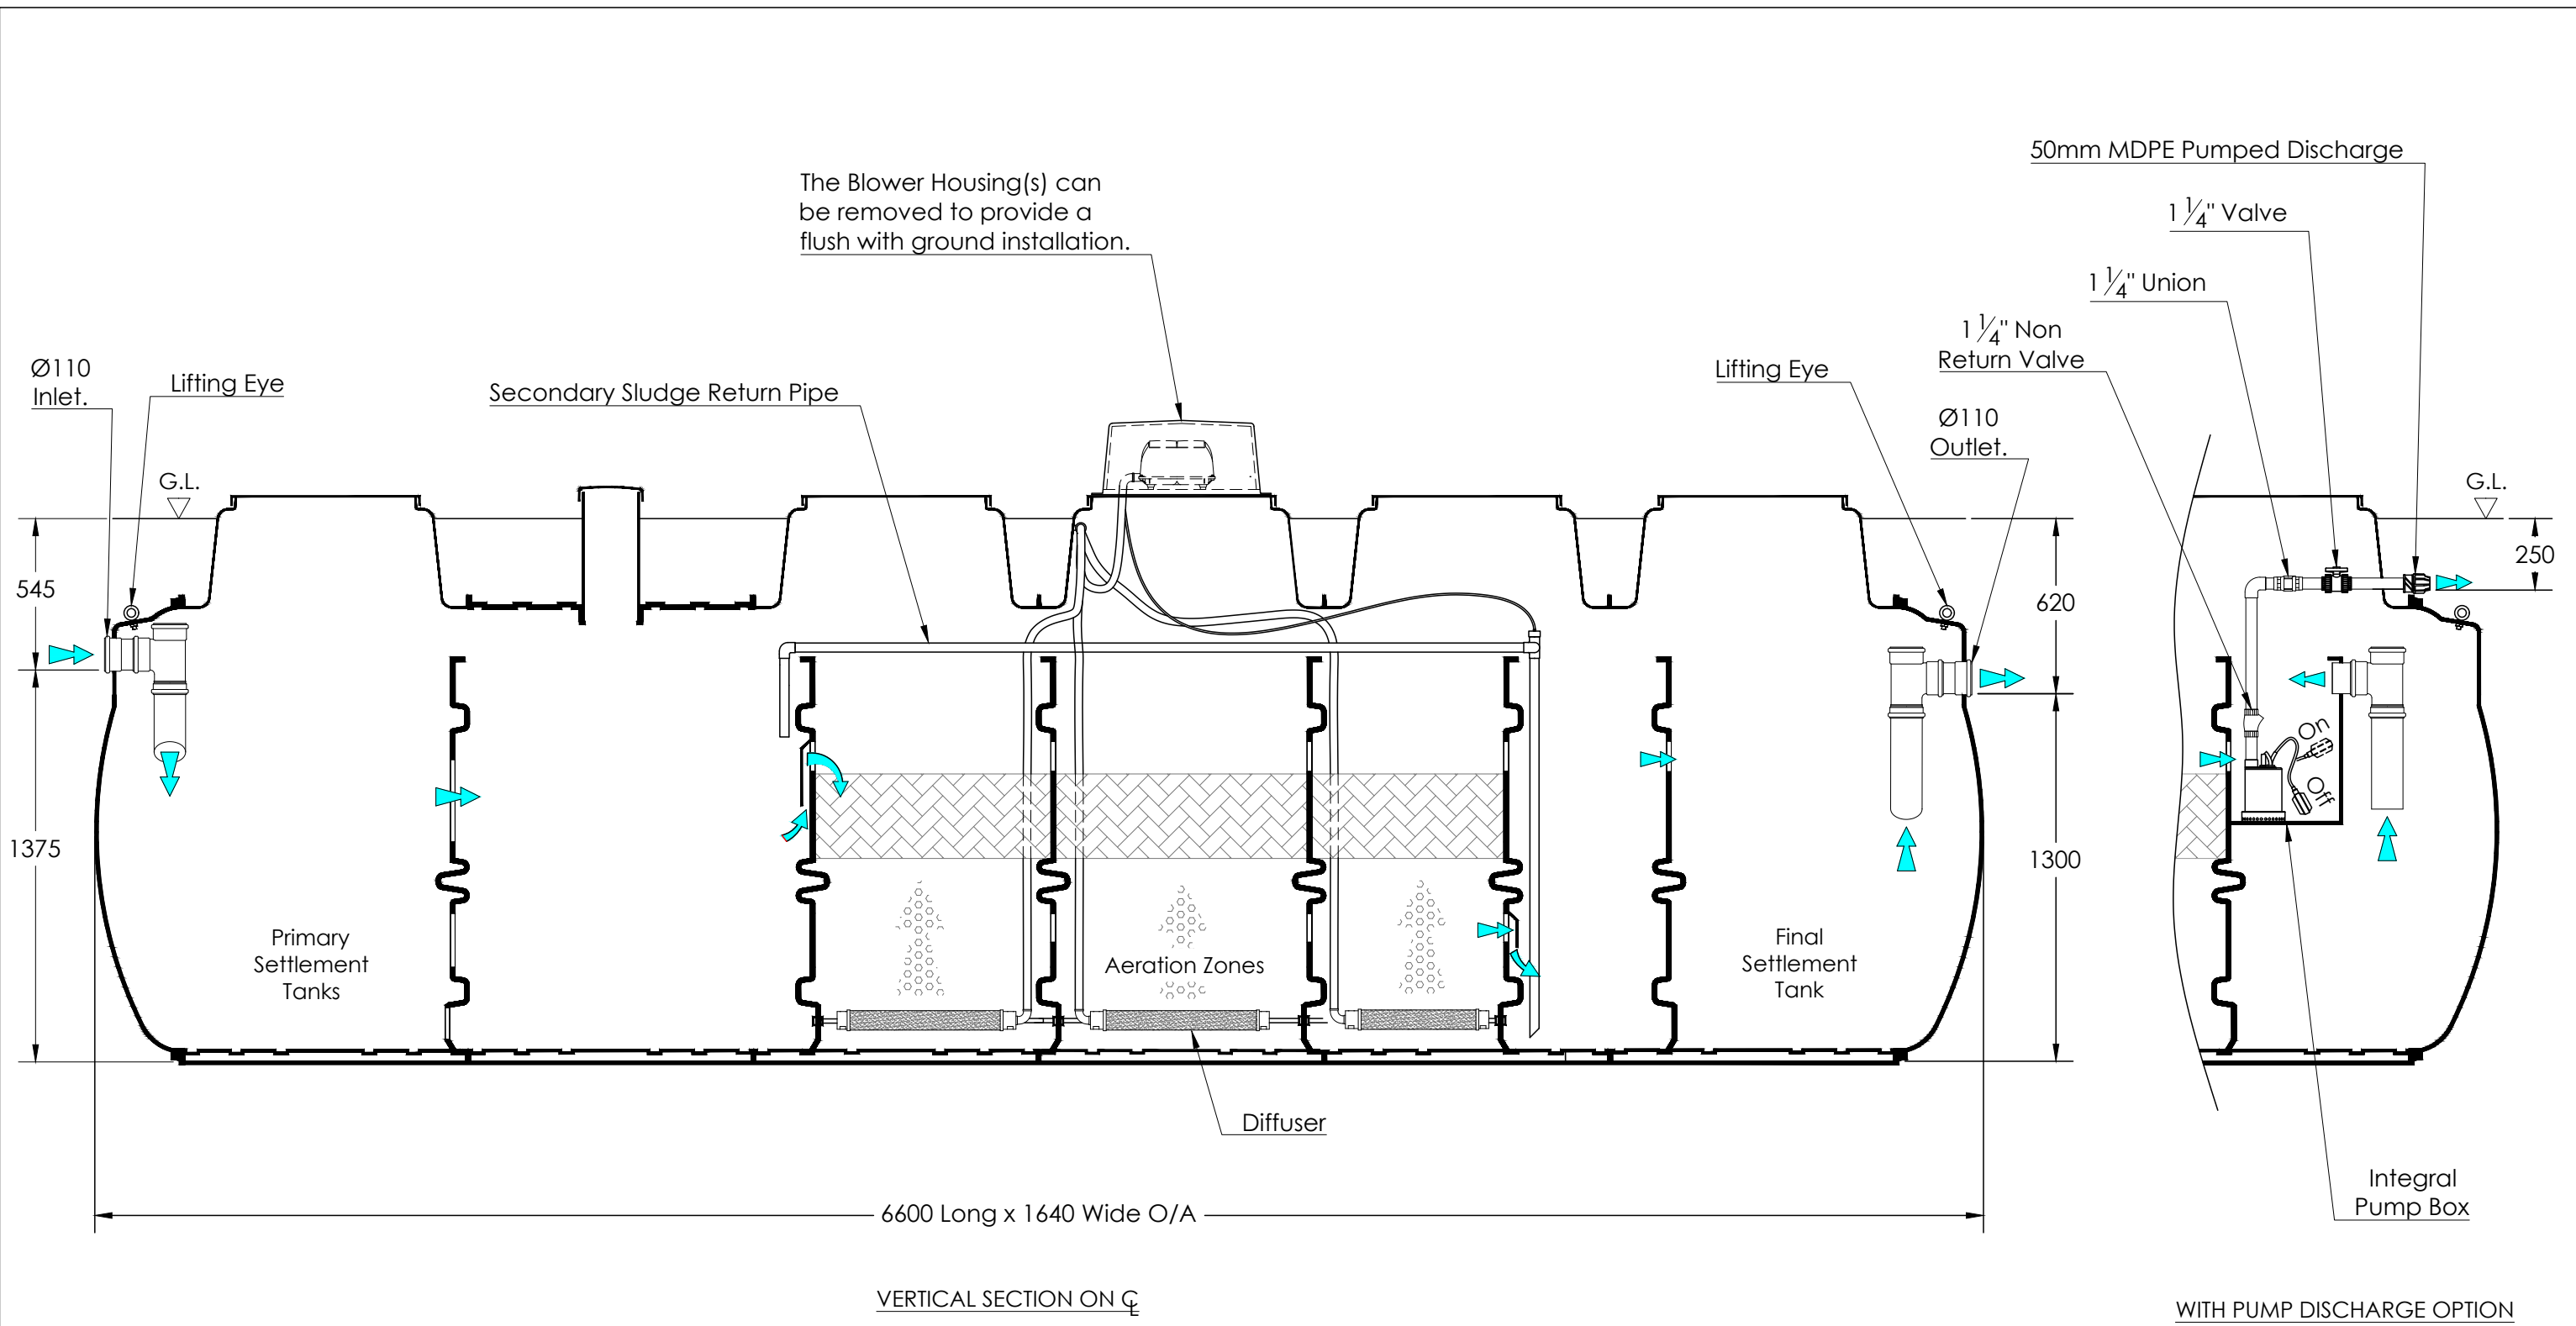 50mm MDPE Pumped Discharge
The Blower Housing(s) can
be removed to provide a
flush with ground installation.
1 1/4" Valve
1 1/4" Union
1 1/4" Non
Return Valve
Ø110
Inlet.
Lifting Eye
Secondary Sludge Return Pipe
Lifting Eye
Ø110
Outlet.
G.L.
G.L.
545
620
250
1375
1300
On
Off
Primary
Settlement
Tanks
Aeration Zones
Final
Settlement
Tank
Diffuser
Integral
Pump Box
6600 Long x 1640 Wide O/A
VERTICAL SECTION ON ℄
WITH PUMP DISCHARGE OPTION